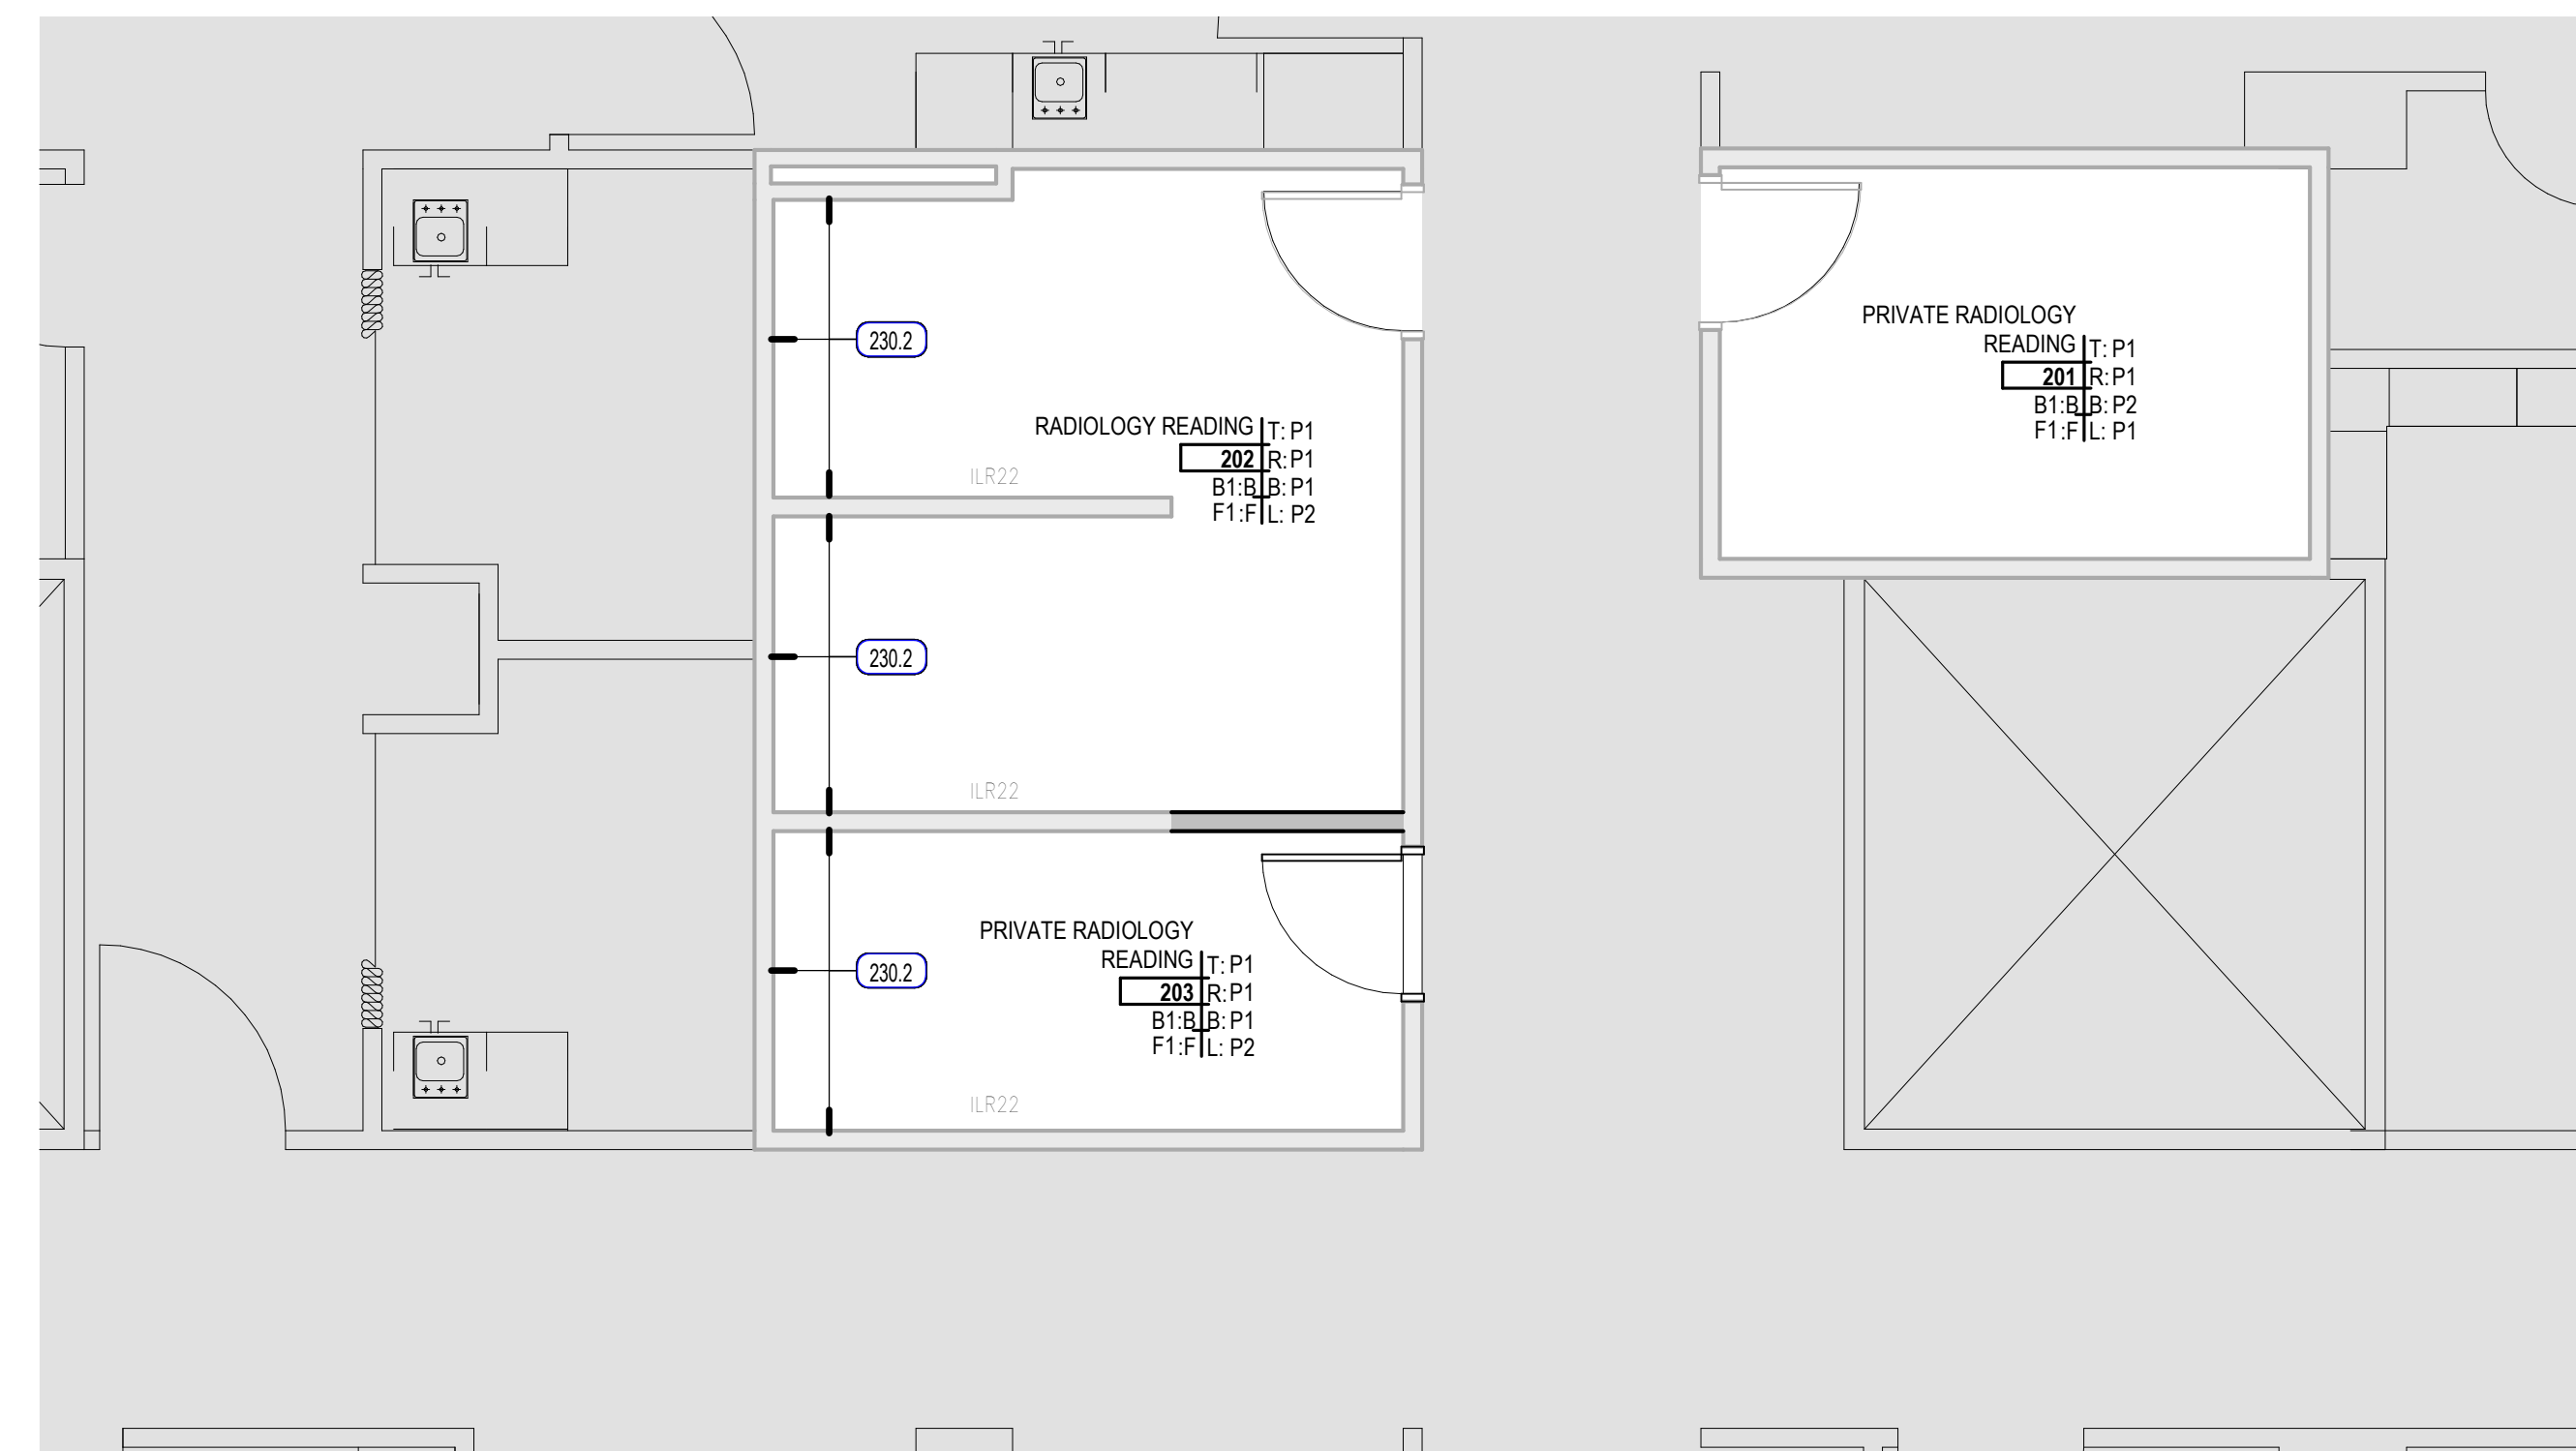 230.2
RADIOLOGY READING T: P1
202 R: P1
B1:B B: P1
F1:F L: P2
ILR22
230.2
ILR22
230.2
PRIVATE RADIOLOGY
READING T: P1
203 R: P1
B1:B B: P1
F1:F L: P2
ILR22
PRIVATE RADIOLOGY
READING T: P1
201 R: P1
B1:B B: P2
F1:F L: P1